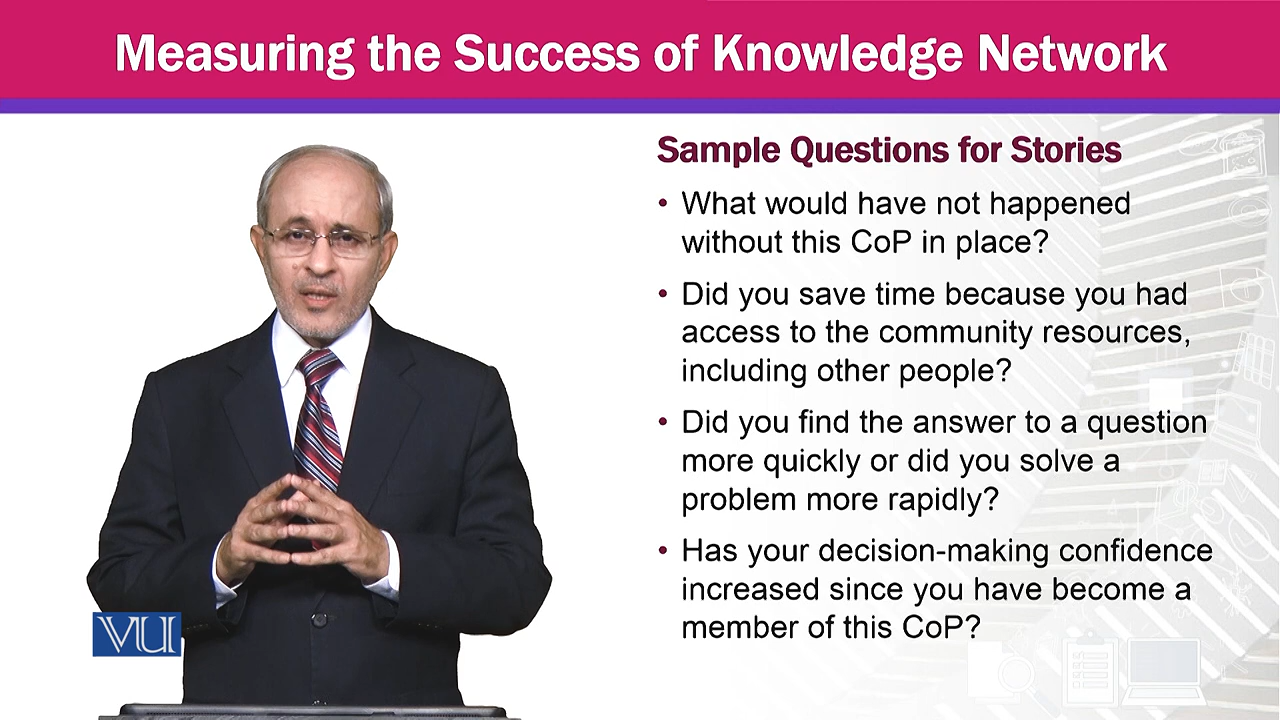 Measuring the Success of Knowledge Network
Sample Questions for Stories
• What would have not happened
without this CoP in place?
• Did you save time because you had
access to the community resources,
including other people?
• Did you find the answer to a question
more quickly or did you solve a
problem more rapidly?
• Has your decision-making confidence
increased since you have become a
member of this CoP?
VU